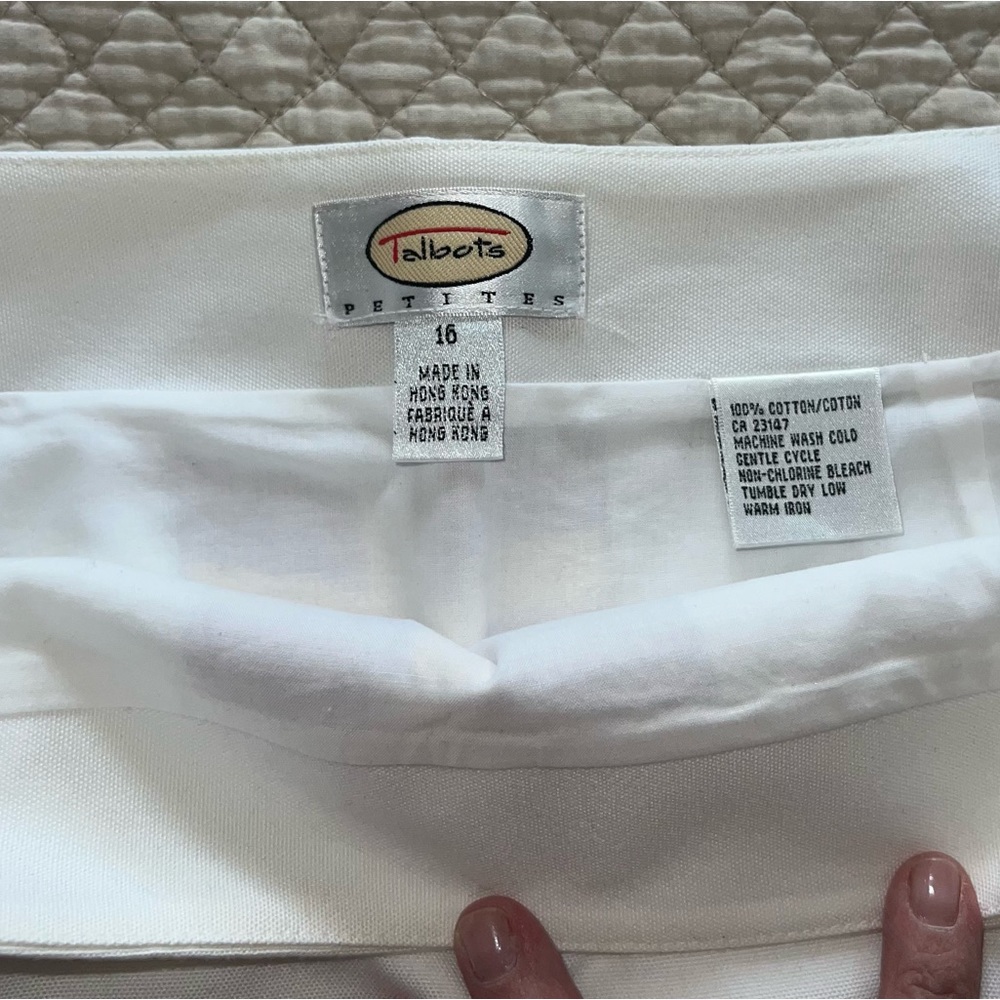 Talbots
PETITES
16
MADE IN
HONG KONG
FABRIQUÉ À
HONG KONG
100% COTTON/COTON
CA 23147
MACHINE WASH COLD
GENTLE CYCLE
NON-CHLORINE BLEACH
TUMBLE DRY LOW
WARM IRON